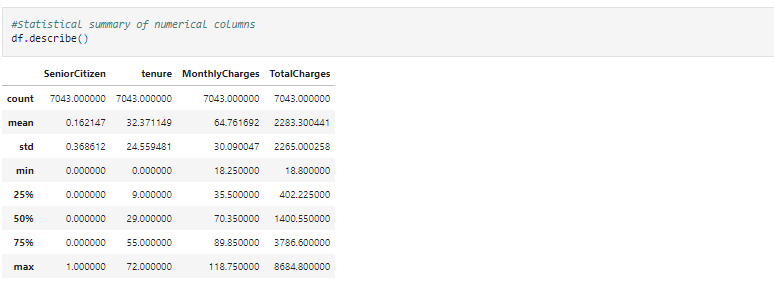 #Statistical summary of numerical columns
df.describe()
SeniorCitizen tenure MonthlyCharges TotalCharges
count 7043.000000 7043.000000 7043.000000 7043.000000
mean 0.162147 32.371149 64.761692 2283.300441
std 0.368612 24.559481 30.090047 2265.000258
min 0.000000 0.000000 18.250000 18.800000
25% 0.000000 9.000000 35.500000 402.225000
50% 0.000000 29.000000 70.350000 1400.550000
75% 0.000000 55.000000 89.850000 3786.600000
max 1.000000 72.000000 118.750000 8684.800000